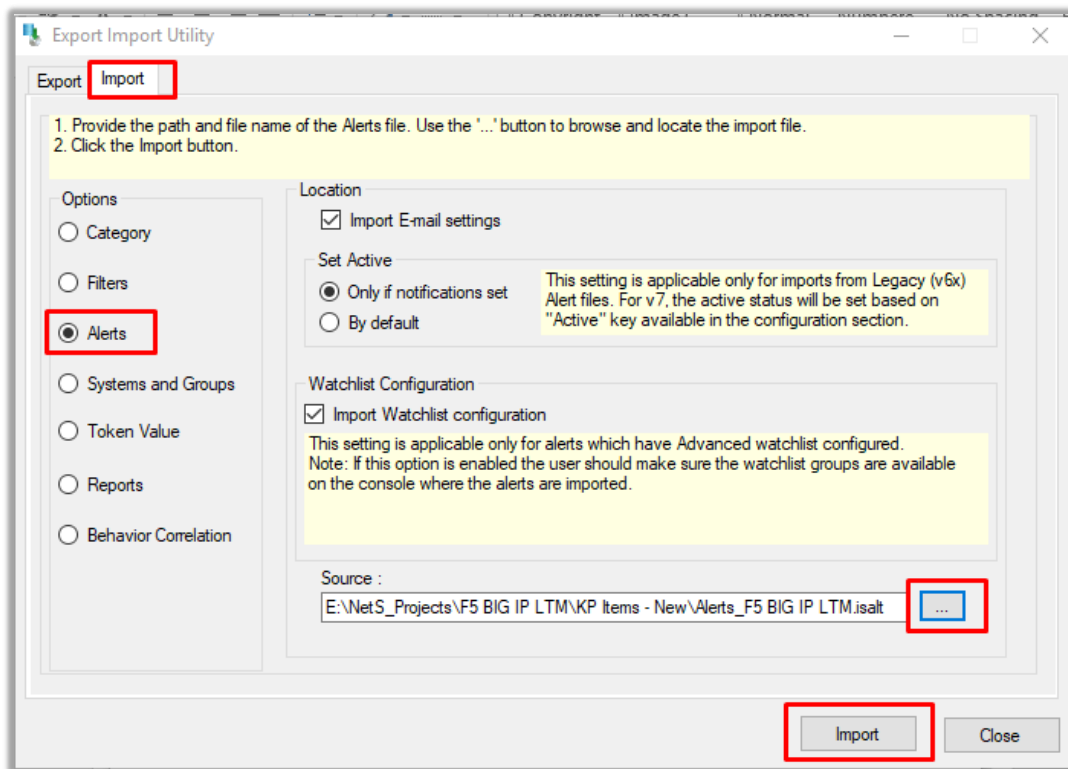 Export Import Utility
Export
Import
1. Provide the path and file name of the Alerts file. Use the '...' button to browse and locate the import file.
2. Click the Import button.
Options
Category
Filters
Alerts
Systems and Groups
Token Value
Reports
Behavior Correlation
Location
Import E-mail settings
Set Active
Only if notifications set
By default
This setting is applicable only for imports from Legacy (v6x)
Alert files. For v7, the active status will be set based on
"Active" key available in the configuration section.
Watchlist Configuration
Import Watchlist configuration
This setting is applicable only for alerts which have Advanced watchlist configured.
Note: If this option is enabled the user should make sure the watchlist groups are available
on the console where the alerts are imported.
Source :
E:\NetS_Projects\F5 BIG IP LTM\KP Items - New\Alerts_F5 BIG IP LTM.isalt
...
Import
Close